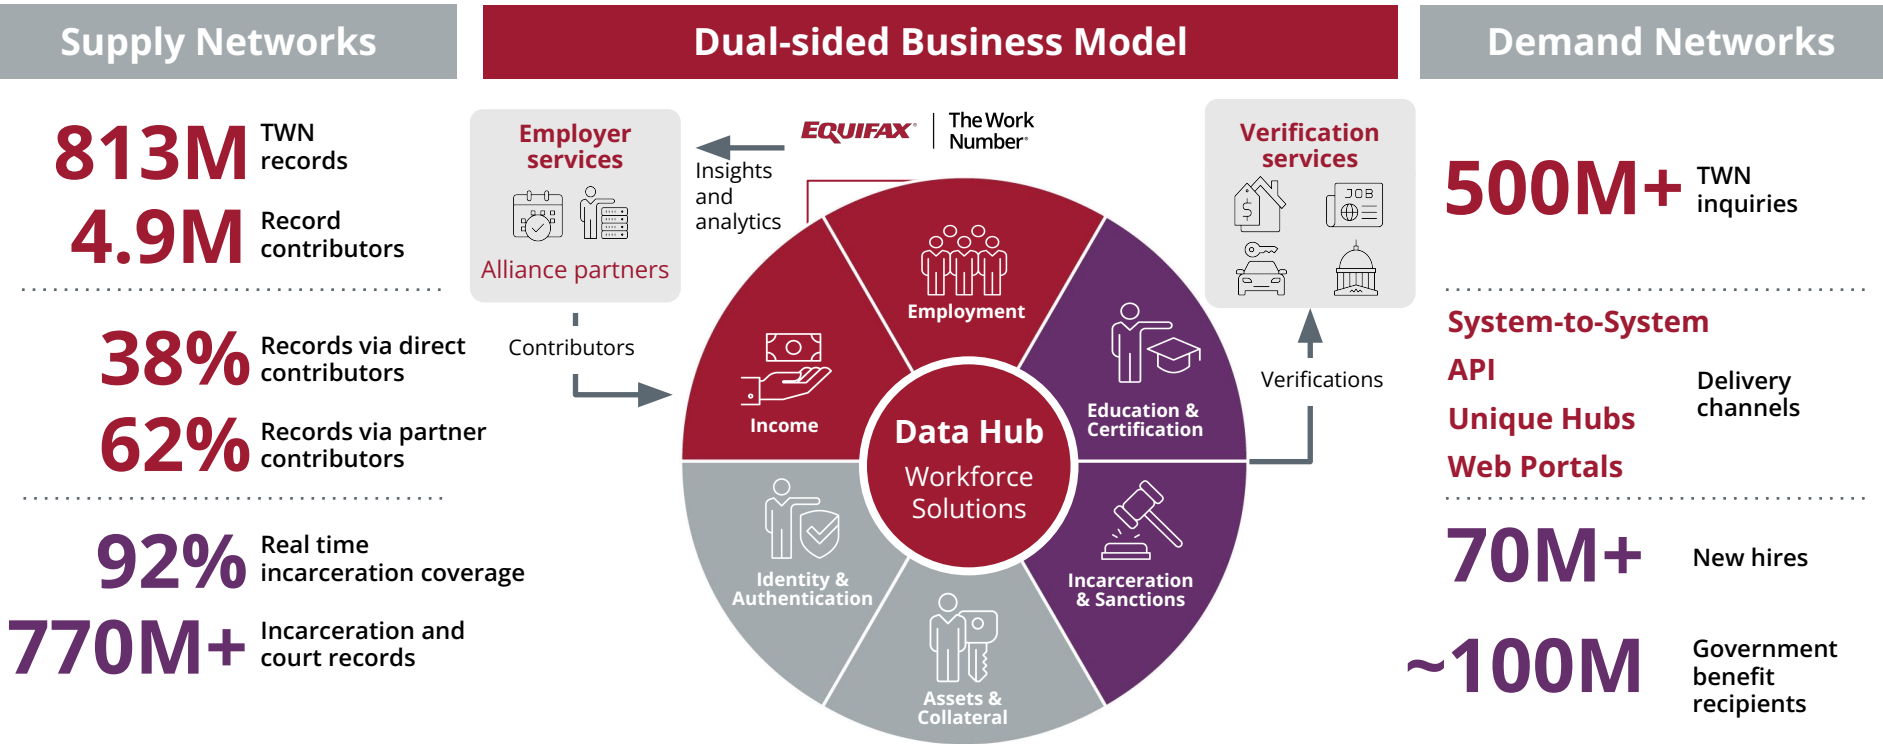 Supply Networks
813M
TWN
records
4.9M
Record
contributors
38%
Records via direct
contributors
62%
Records via partner
contributors
92%
Real time
incarceration coverage
770M+
Incarceration and
court records
Dual-sided Business Model
Employer
services
Alliance partners
Insights
and
analytics
EQUIFAX®
The Work
Number®
Contributors
Employment
Income
Education &
Certification
Data Hub
Workforce
Solutions
Identity &
Authentication
Incarceration
& Sanctions
Assets &
Collateral
Verification
services
$
JOB
Verifications
Demand Networks
500M+
TWN
inquiries
System-to-System
API
Unique Hubs
Web Portals
Delivery
channels
70M+
New hires
~100M
Government
benefit
recipients